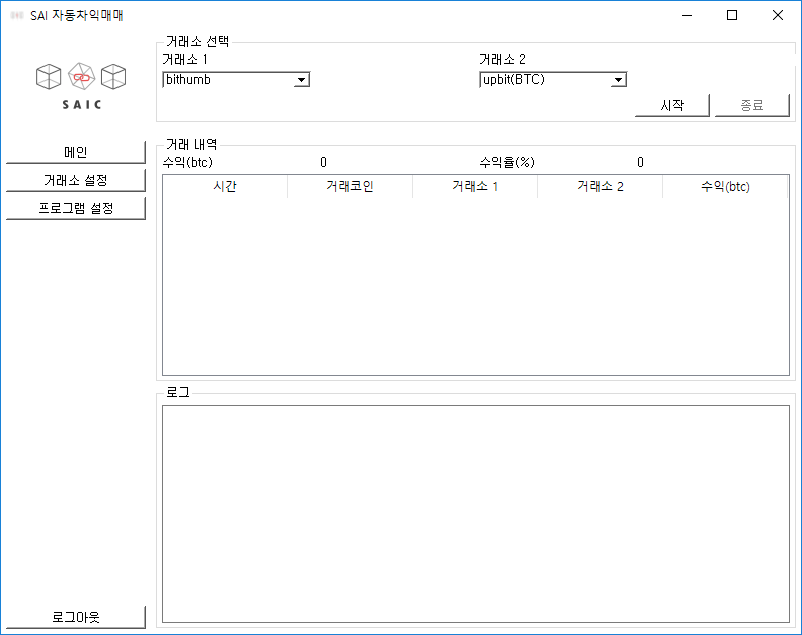 SAI 자동차익매매
SAIC
메인
거래소 설정
프로그램 설정
로그아웃
거래소 선택
거래소 1
거래소 2
bithumb
upbit(BTC)
시작
종료
거래 내역
수익(btc) 0 수익율(%) 0
시간 거래코인 거래소 1 거래소 2 수익(btc)
로그